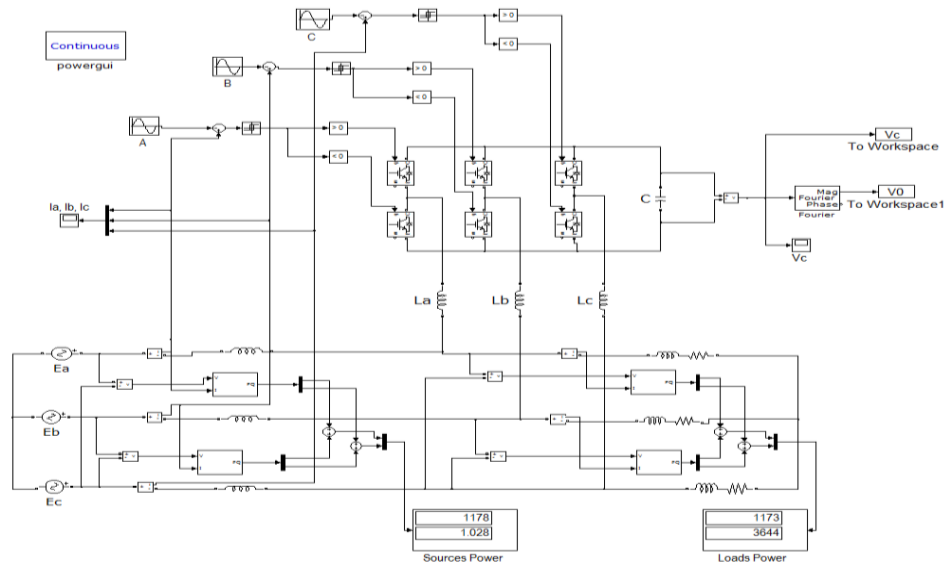 C
> 0
< 0
Continuous
powergui
B
> 0
< 0
A
> 0
< 0
Vc
To Workspace
Mag
Fourier
Phase
Fourier
V0
To Workspace1
C
Ia, Ib, Ic
Vc
La
Lb
Lc
Ea
V
I
PQ
V
I
Eb
V
I
PQ
V
I
PQ
Ec
1178
1.028
Sources Power
1173
3644
Loads Power